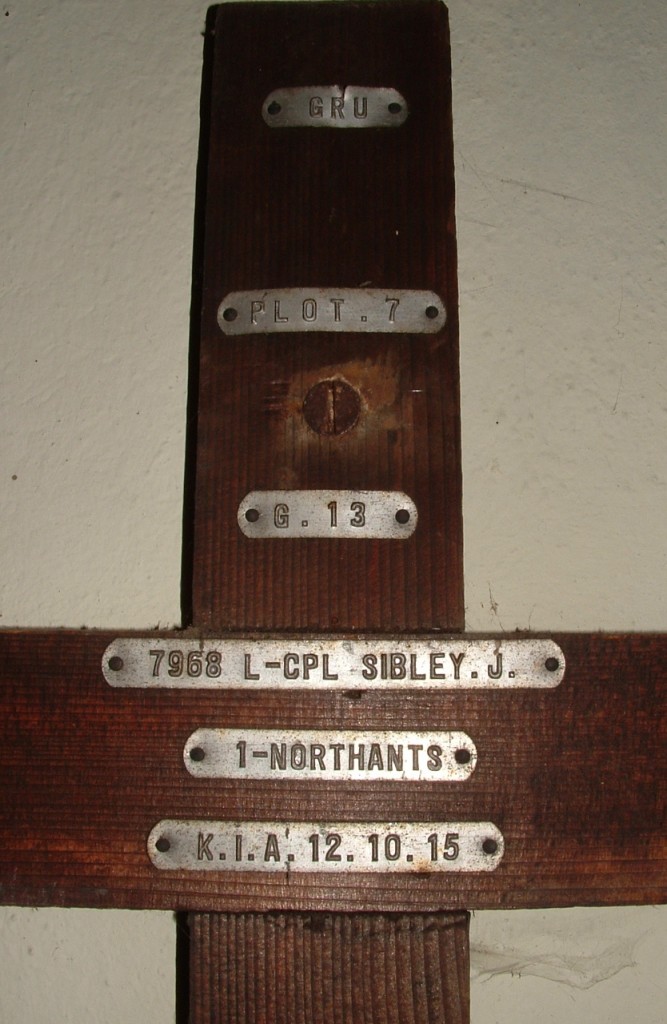 GRU
PLOT. 7
G. 13
7968 L-CPL SIBLEY. J.
1-NORTHANTS
K.I.A. 12. 10. 15